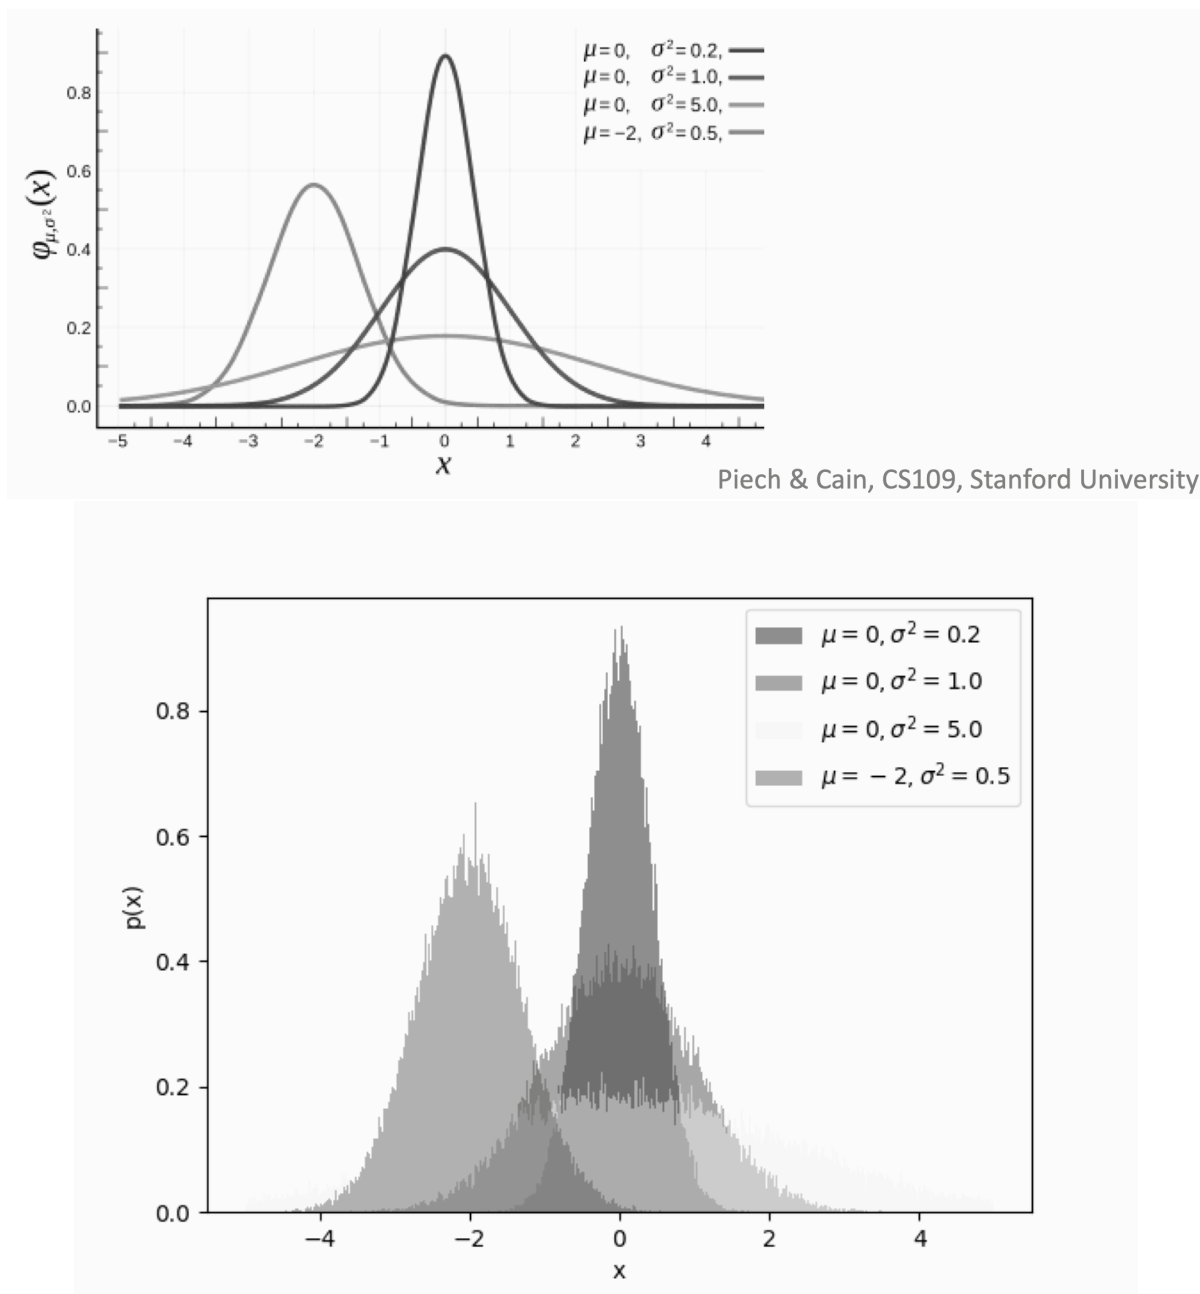 μ=0, σ²=0.2,
μ=0, σ²=1.0,
μ=0, σ²=5.0,
μ=−2, σ²=0.5,
φμ,σ²(x)
0.8
0.6
0.4
0.2
0.0
−5 −4 −3 −2 −1 0 1 2 3 4
x
Piech & Cain, CS109, Stanford University
μ = 0, σ² = 0.2
μ = 0, σ² = 1.0
μ = 0, σ² = 5.0
μ = − 2, σ² = 0.5
p(x)
0.8
0.6
0.4
0.2
0.0
−4 −2 0 2 4
x